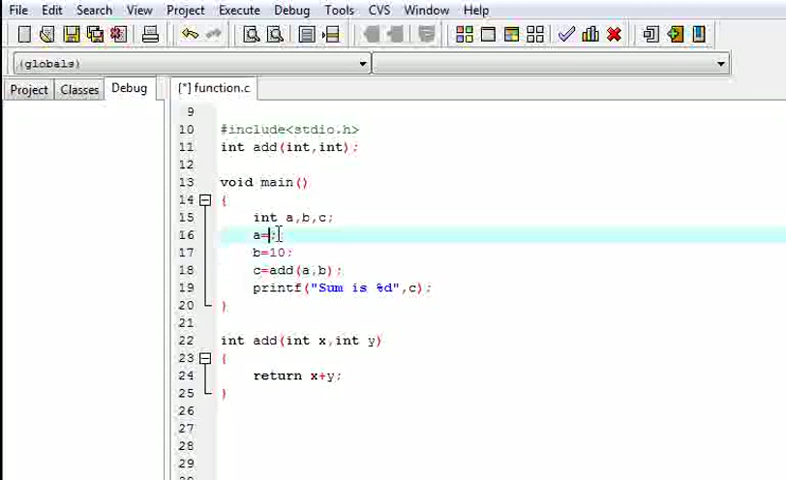 File Edit Search View Project Execute Debug Tools CVS Window Help
(globals)
Project Classes Debug [*] function.c
9
10 #include<stdio.h>
11 int add(int,int);
12
13 void main()
14 {
15 int a,b,c;
16 a=;
17 b=10;
18 c=add(a,b);
19 printf("Sum is %d",c);
20 }
21
22 int add(int x,int y)
23 {
24 return x+y;
25 }
26
27
28
29